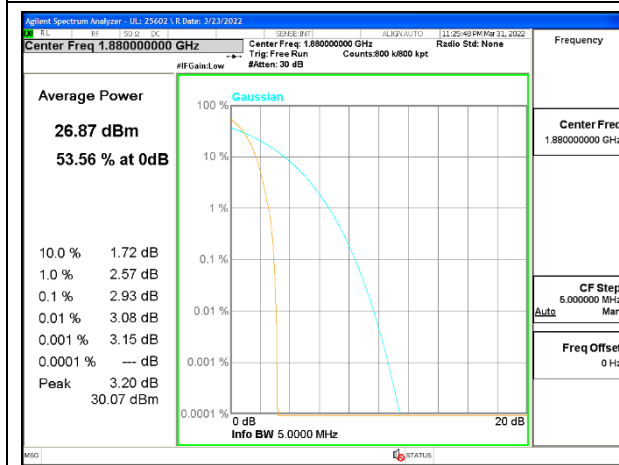 Agilent Spectrum Analyzer - UL: 25602 \ R Date: 3/23/2022
RL RF 50 Ω DC SENSE:INT ALIGN AUTO 11:25:48 PM Mar 31, 2022
Center Freq 1.880000000 GHz
Center Freq: 1.880000000 GHz Radio Std: None
Trig: Free Run Counts:800 k/800 kpt
#IFGain:Low #Atten: 30 dB
Frequency
Average Power
26.87 dBm
53.56 % at 0dB
10.0 % 1.72 dB
1.0 % 2.57 dB
0.1 % 2.93 dB
0.01 % 3.08 dB
0.001 % 3.15 dB
0.0001 % --- dB
Peak 3.20 dB
30.07 dBm
Gaussian
100 %
10 %
1 %
0.1 %
0.01 %
0.001 %
0.0001 %
0 dB 20 dB
Info BW 5.0000 MHz
Center Freq
1.880000000 GHz
CF Step
5.000000 MHz
Auto Man
Freq Offset
0 Hz
MSG STATUS